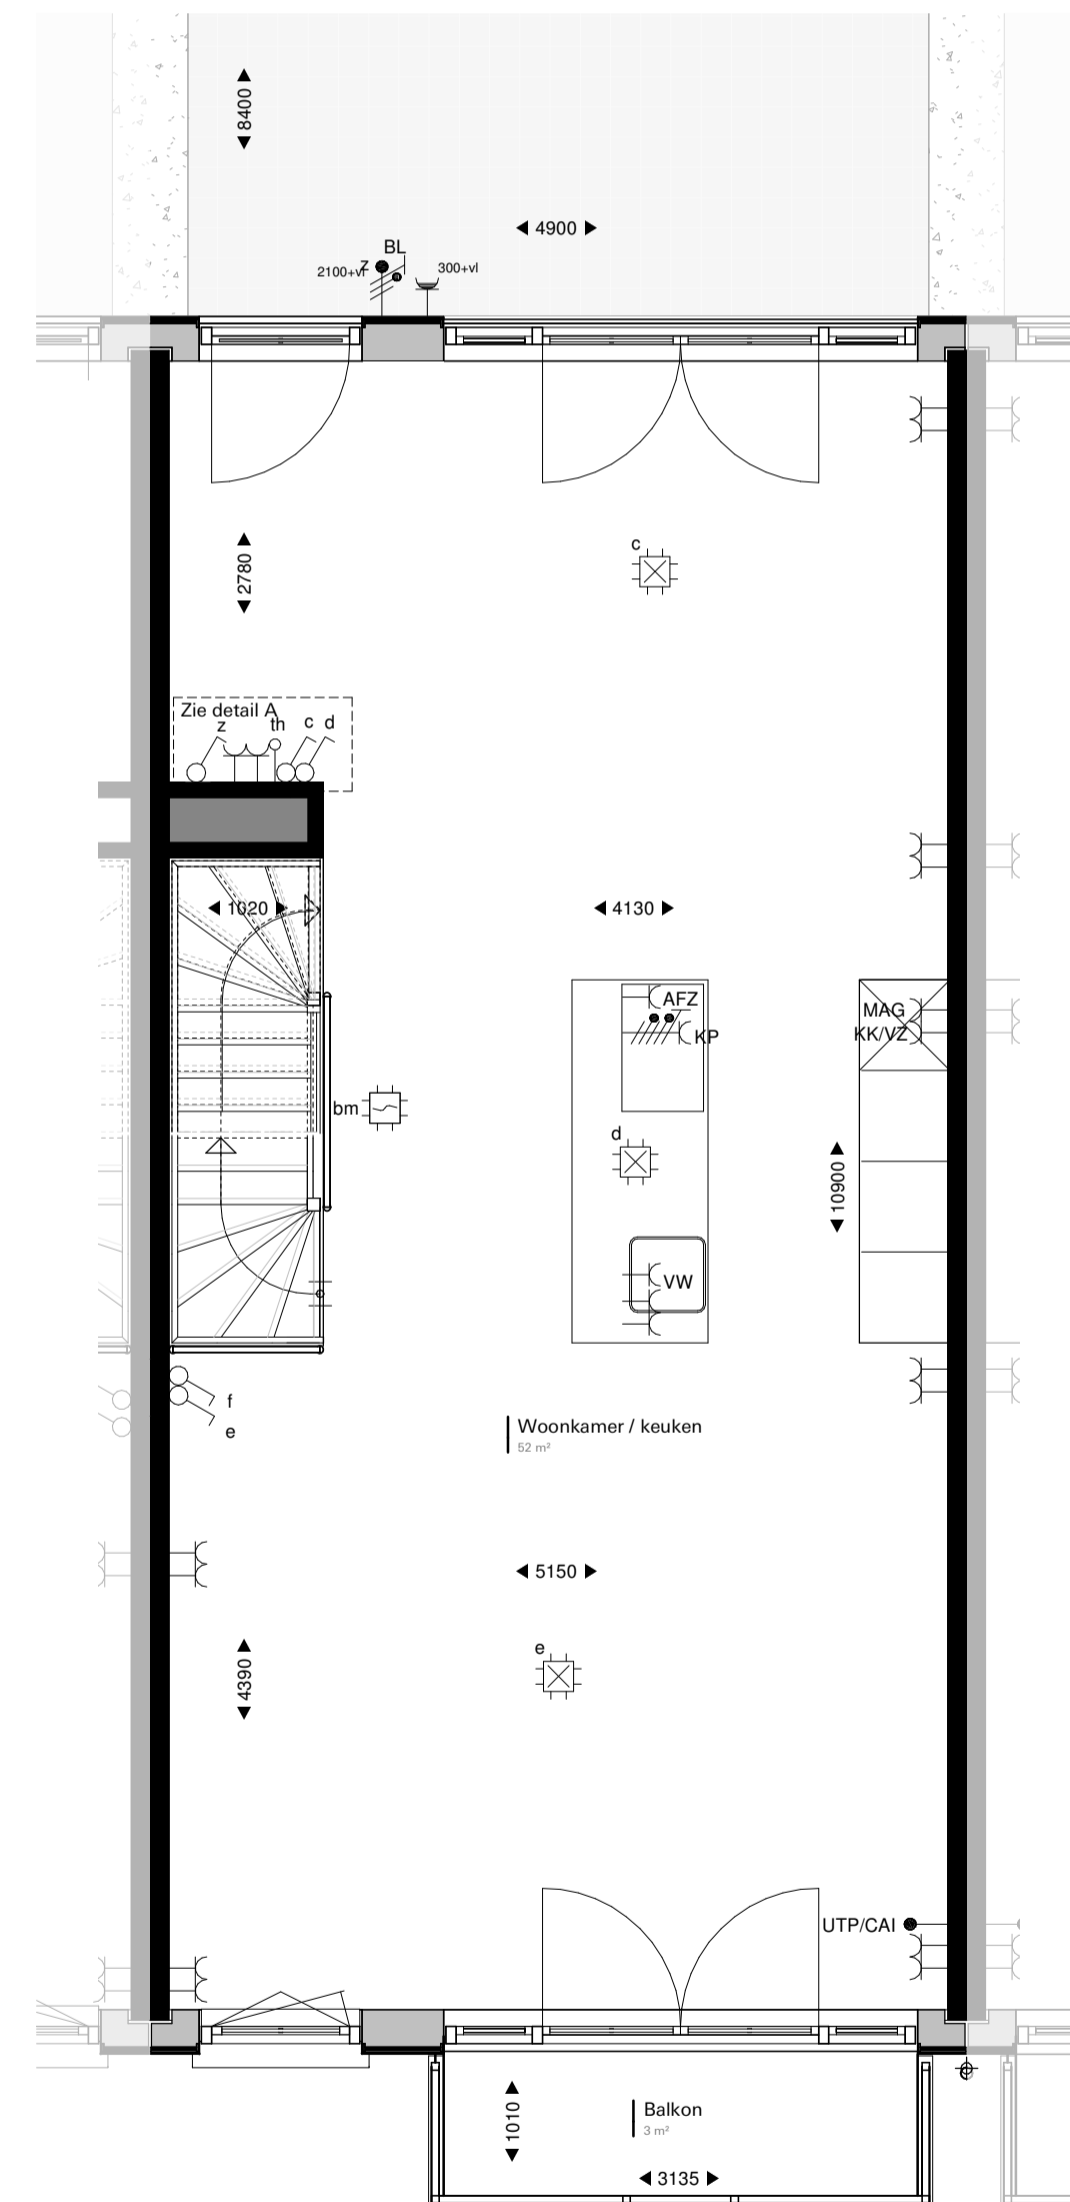 8400
4900
BL
z
2100+vl
300+vl
c
2780
Zie detail A
z
th
c
d
1020
4130
AFZ
KP
MAG
KK/VZ
bm
d
10900
VW
f
e
Woonkamer / keuken
52 m²
5150
e
4390
UTP/CAI
1010
Balkon
3 m²
3135